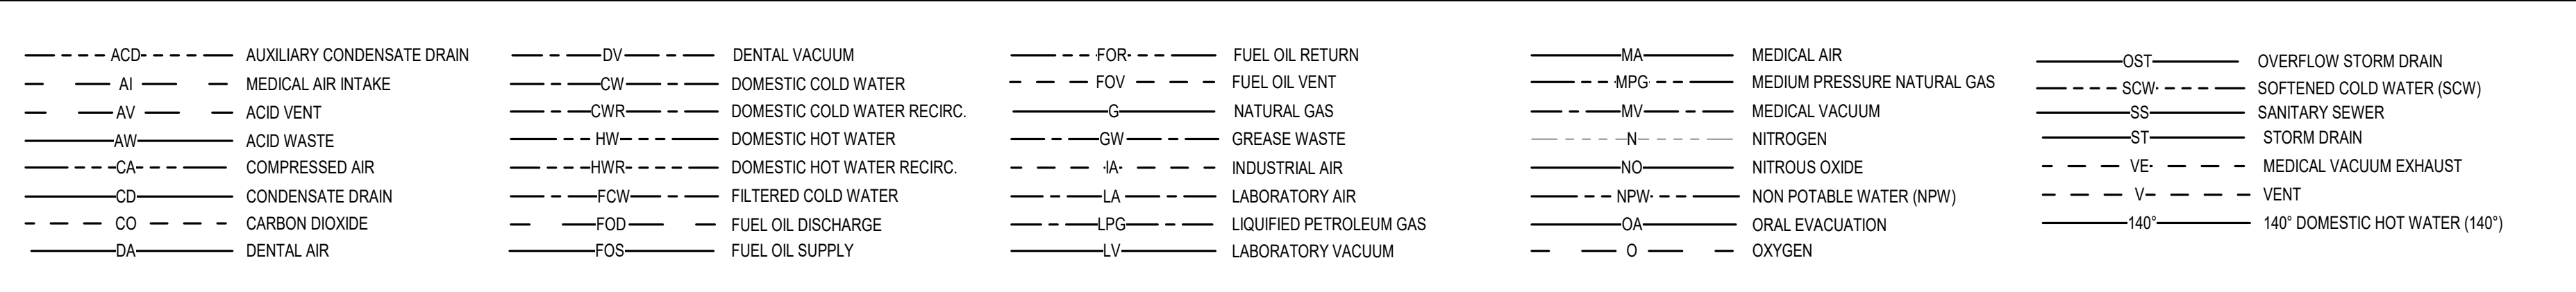 ACD AUXILIARY CONDENSATE DRAIN
AI MEDICAL AIR INTAKE
AV ACID VENT
AW ACID WASTE
CA COMPRESSED AIR
CD CONDENSATE DRAIN
CO CARBON DIOXIDE
DA DENTAL AIR
DV DENTAL VACUUM
CW DOMESTIC COLD WATER
CWR DOMESTIC COLD WATER RECIRC.
HW DOMESTIC HOT WATER
HWR DOMESTIC HOT WATER RECIRC.
FCW FILTERED COLD WATER
FOD FUEL OIL DISCHARGE
FOS FUEL OIL SUPPLY
FOR FUEL OIL RETURN
FOV FUEL OIL VENT
G NATURAL GAS
GW GREASE WASTE
IA INDUSTRIAL AIR
LA LABORATORY AIR
LPG LIQUIFIED PETROLEUM GAS
LV LABORATORY VACUUM
MA MEDICAL AIR
MPG MEDIUM PRESSURE NATURAL GAS
MV MEDICAL VACUUM
N NITROGEN
NO NITROUS OXIDE
NPW NON POTABLE WATER (NPW)
OA ORAL EVACUATION
O OXYGEN
OST OVERFLOW STORM DRAIN
SCW SOFTENED COLD WATER (SCW)
SS SANITARY SEWER
ST STORM DRAIN
VE MEDICAL VACUUM EXHAUST
V VENT
140° 140° DOMESTIC HOT WATER (140°)